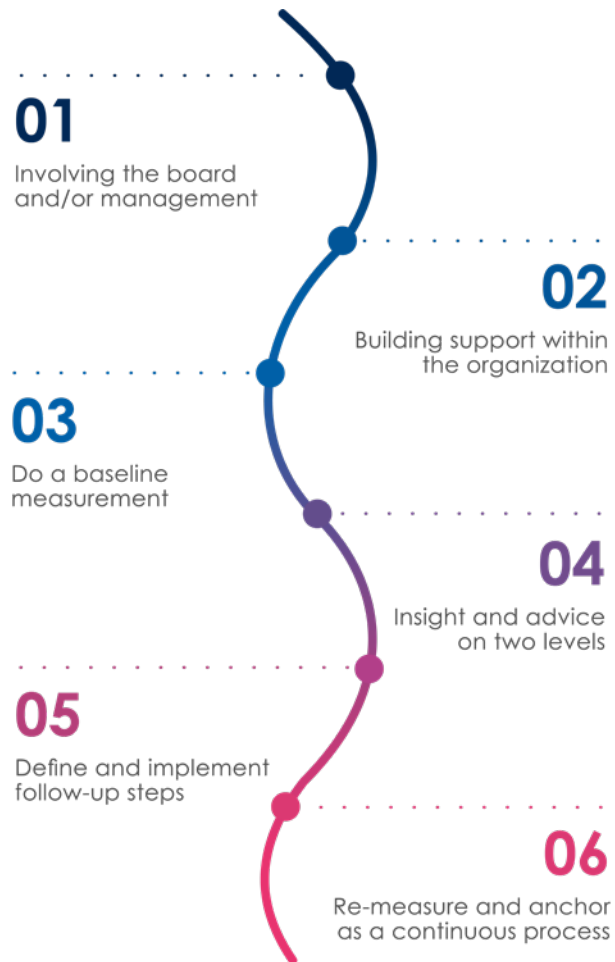 01
Involving the board
and/or management
02
Building support within
the organization
03
Do a baseline
measurement
04
Insight and advice
on two levels
05
Define and implement
follow-up steps
06
Re-measure and anchor
as a continuous process